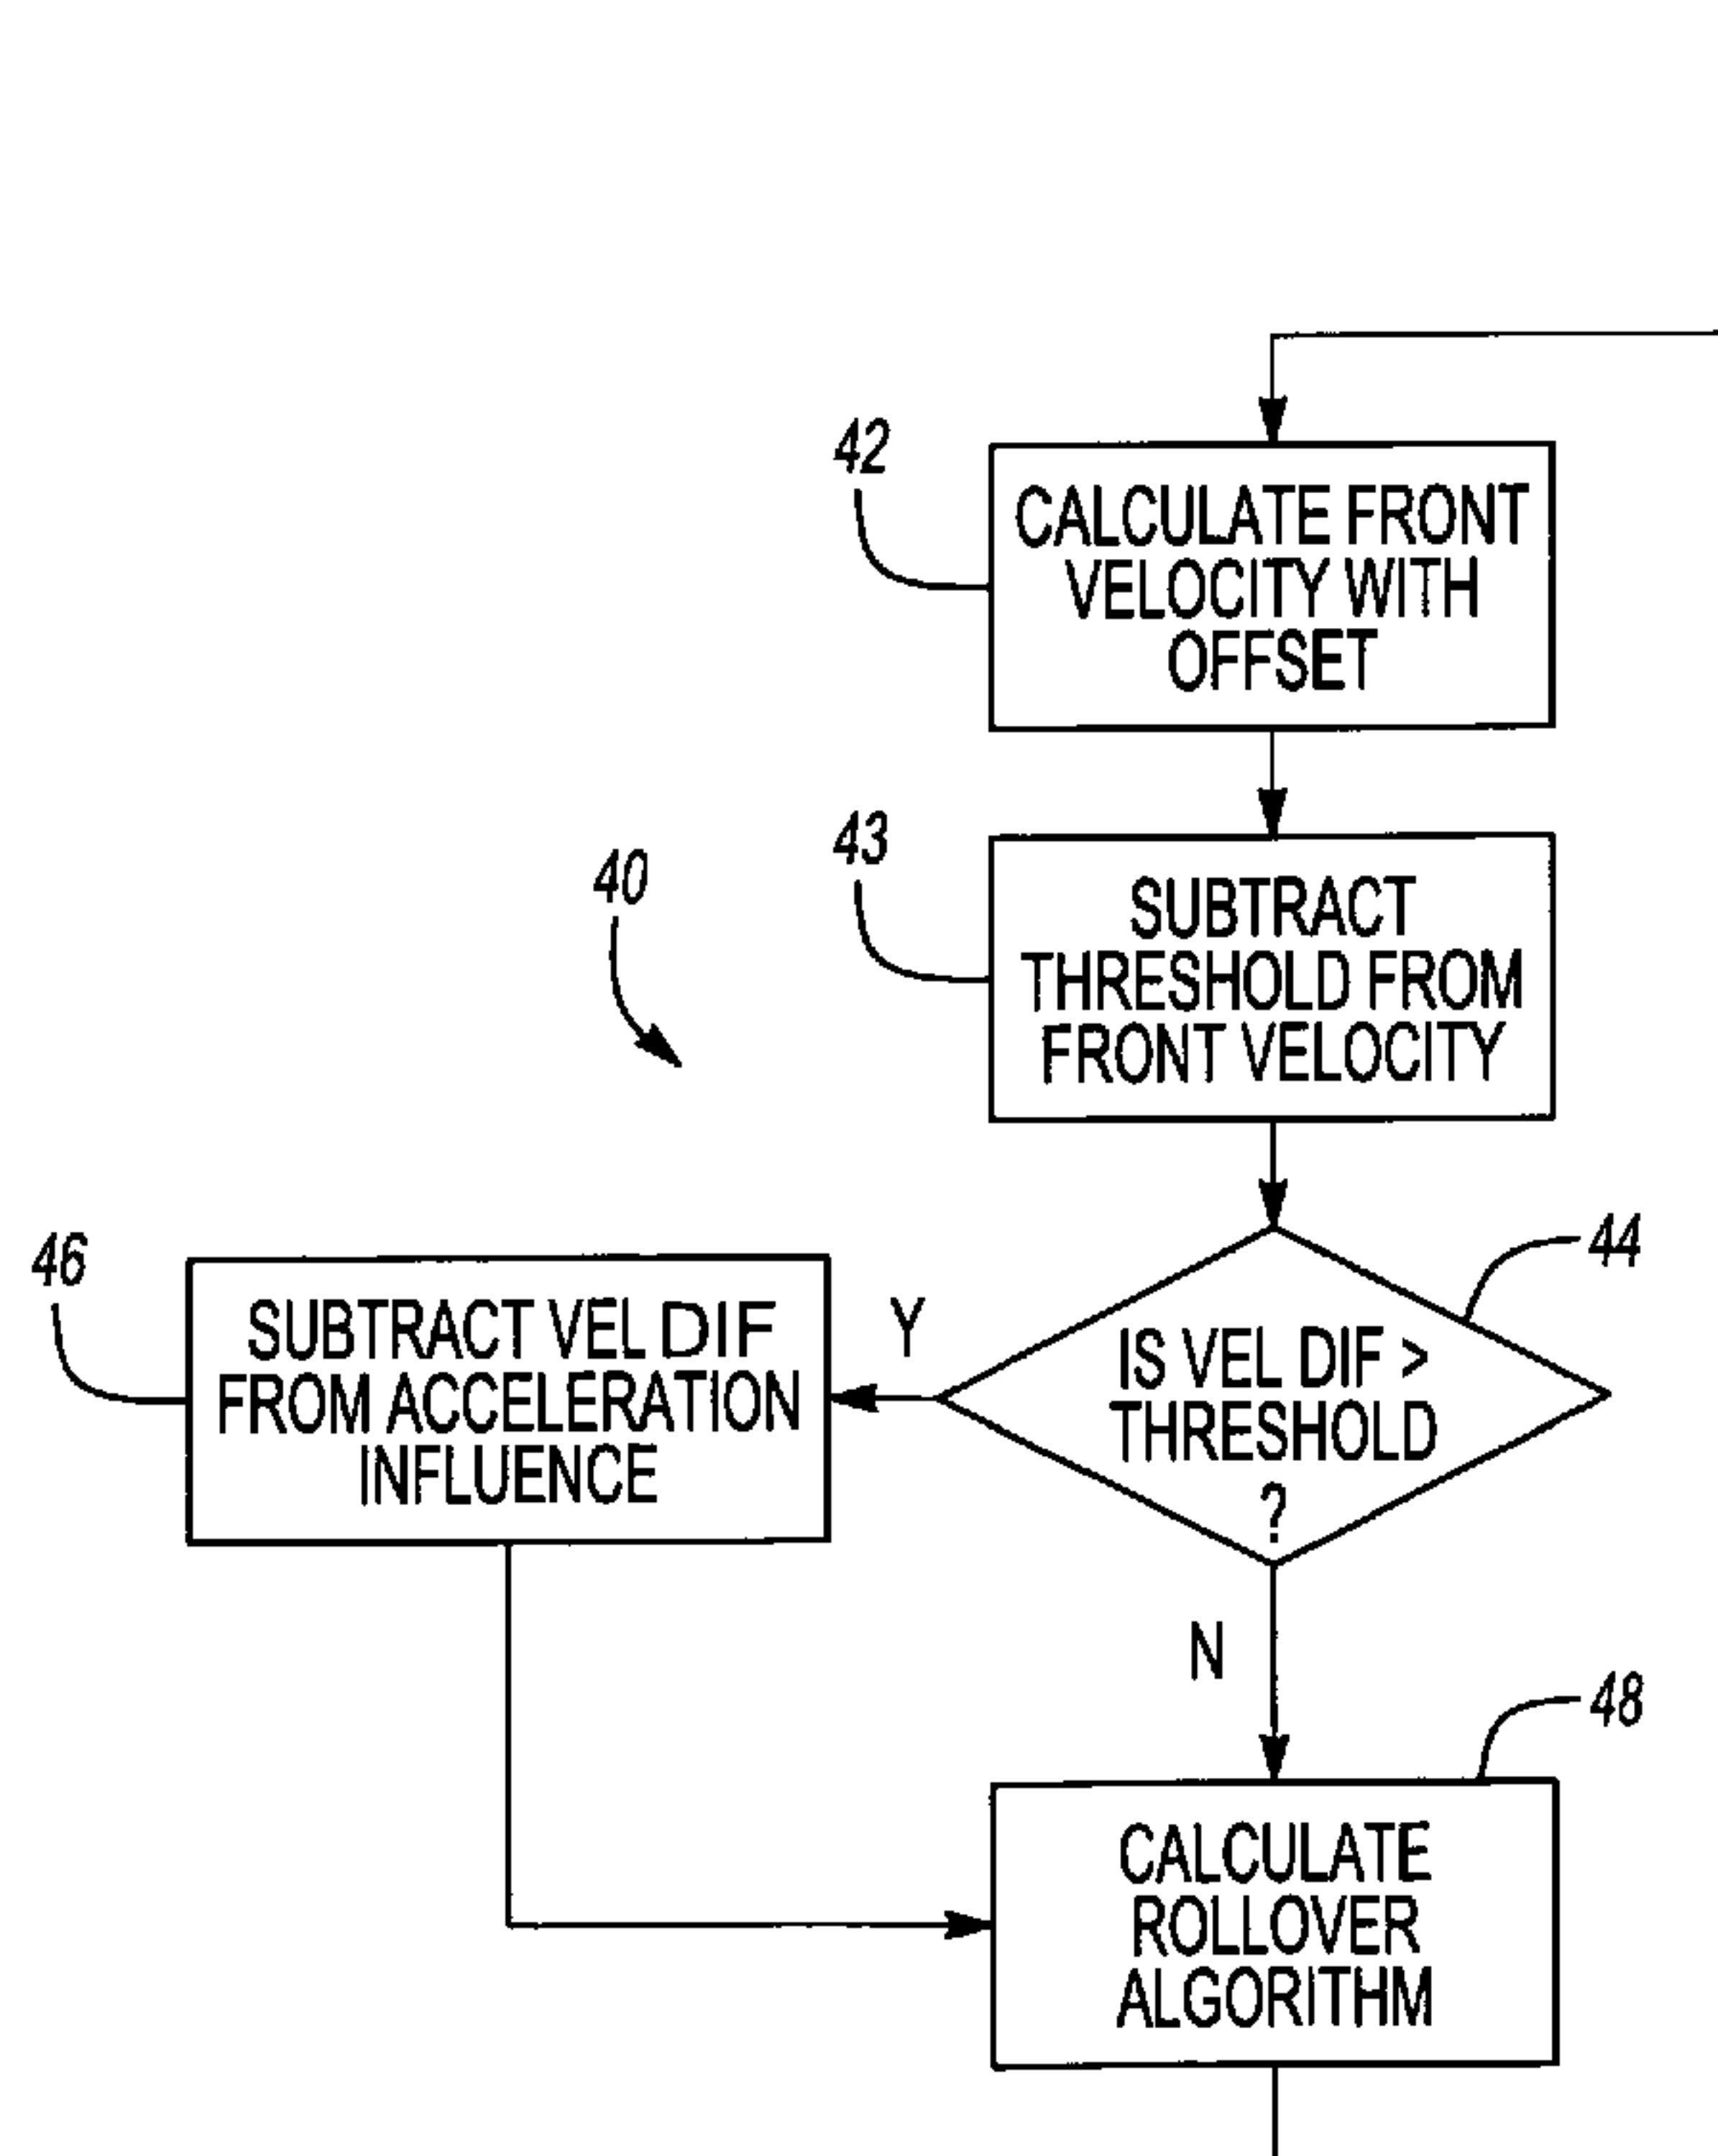 42
CALCULATE FRONT
VELOCITY WITH
OFFSET
43
SUBTRACT
THRESHOLD FROM
FRONT VELOCITY
40
44
IS VEL DIF >
THRESHOLD
?
Y
46
SUBTRACT VEL DIF
FROM ACCELERATION
INFLUENCE
N
48
CALCULATE
ROLLOVER
ALGORITHM